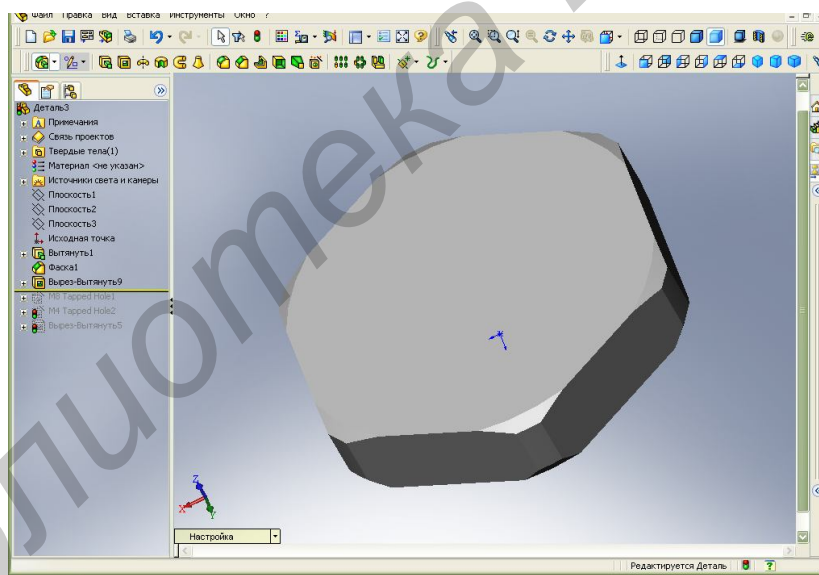 Файл Правка Вид Вставка Инструменты Окно ?
Деталь3
Примечания
Связь проектов
Твердые тела(1)
Материал <не указан>
Источники света и камеры
Плоскость1
Плоскость2
Плоскость3
Исходная точка
Вытянуть1
Фаска1
Вырез-Вытянуть9
M8 Tapped Hole1
M4 Tapped Hole2
Вырез-Вытянуть5
Z
X
Y
Настройка
Редактируется Деталь
лиотека